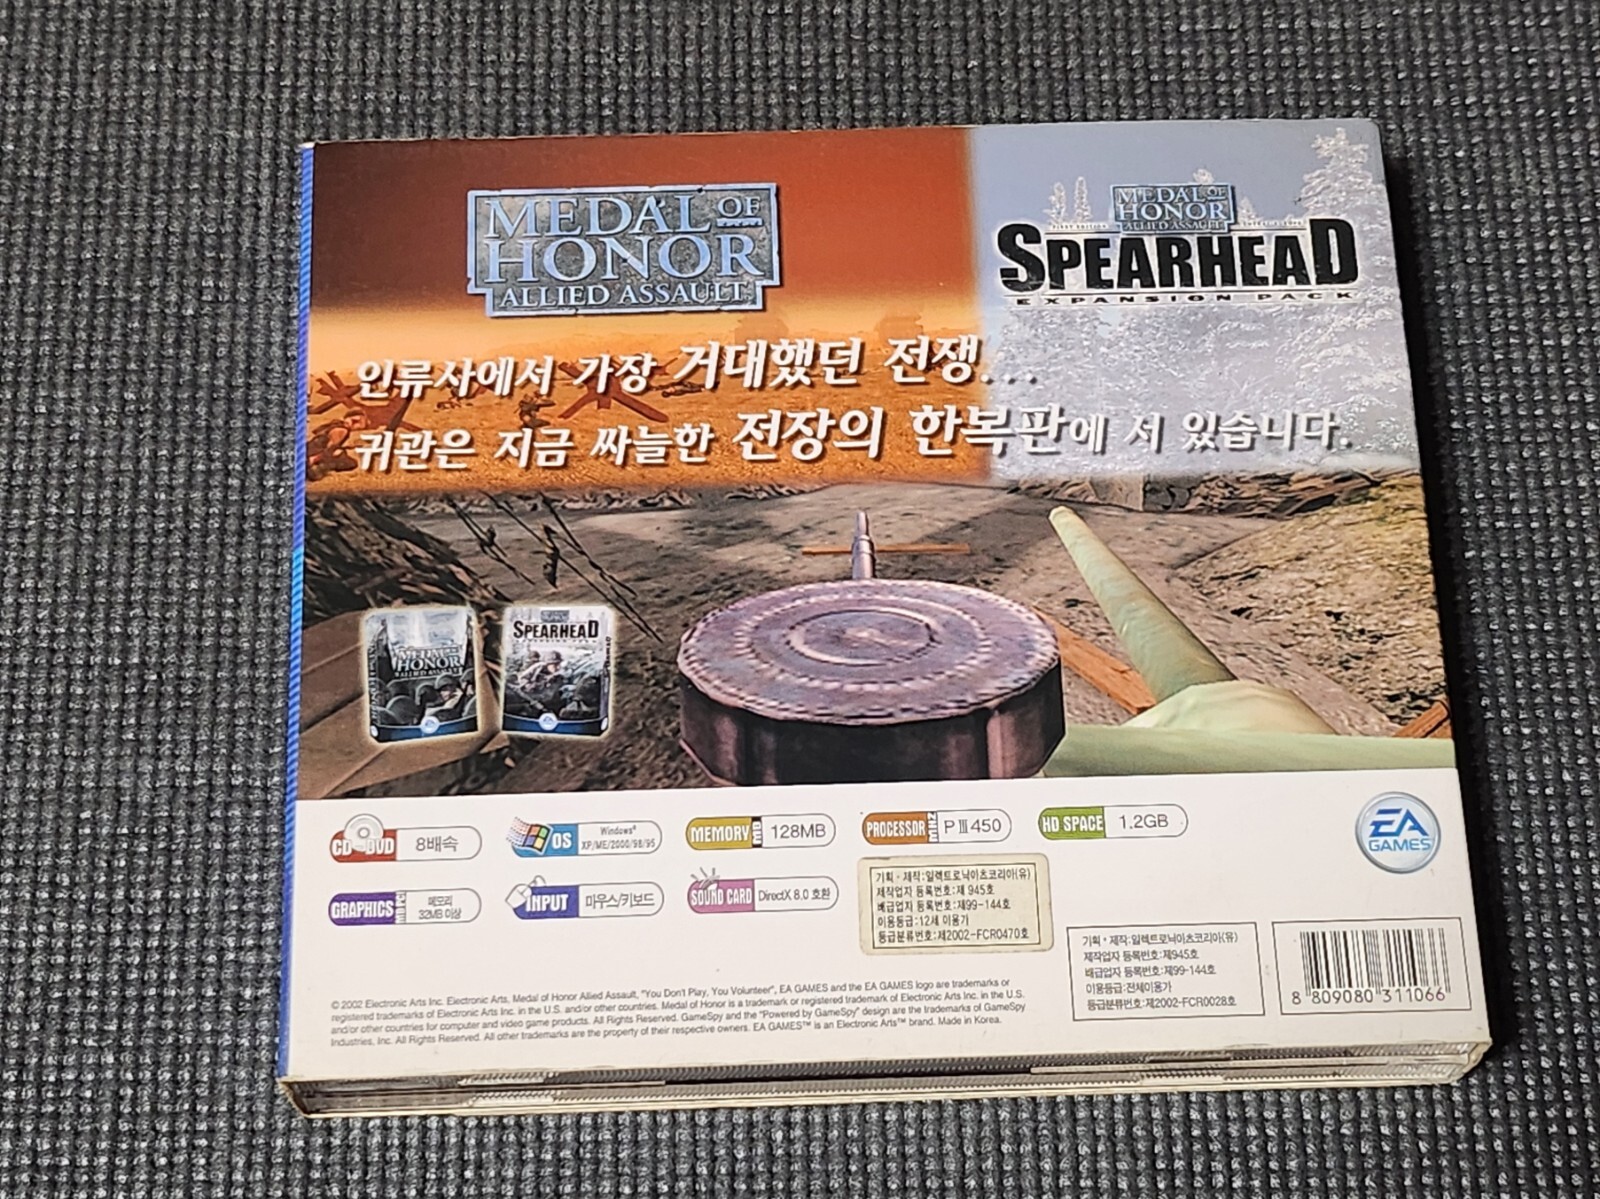 MEDAL OF
HONOR
ALLIED ASSAULT
MEDAL OF
HONOR
ALLIED ASSAULT
SPEARHEAD
EXPANSION PACK
인류사에서 가장 거대했던 전쟁...
귀관은 지금 싸늘한 전장의 한복판에 서 있습니다.
MEDAL OF
HONOR
ALLIED ASSAULT
SPEARHEAD
CD DVD 8배속
OS Windows®
XP/ME/2000/98/95
MEMORY MB 128MB
PROCESSOR MHZ P III 450
HD SPACE 1.2GB
EA
GAMES
GRAPHICS 메모리
32MB 이상
INPUT 마우스/키보드
SOUND CARD DirectX 8.0 호환
기획·제작:일렉트로닉아츠코리아(유)
제작업자 등록번호:제 945호
배급업자 등록번호:제99-144호
이용등급:12세 이용가
등급분류번호:제2002-FCR0470호
기획·제작:일렉트로닉아츠코리아(유)
제작업자 등록번호:제945호
배급업자 등록번호:제99-144호
이용등급:전체이용가
등급분류번호:제2002-FCR0028호
8 809080 311066
© 2002 Electronic Arts Inc. Electronic Arts, Medal of Honor Allied Assault, "You Don't Play, You Volunteer", EA GAMES and the EA GAMES logo are trademarks or
registered trademarks of Electronic Arts Inc. in the U.S. and/or other countries. Medal of Honor is a trademark or registered trademark of Electronic Arts Inc. in the U.S.
and/or other countries for computer and video game products. All Rights Reserved. GameSpy and the "Powered by GameSpy" design are the trademarks of GameSpy
Industries, Inc. All Rights Reserved. All other trademarks are the property of their respective owners. EA GAMES™ is an Electronic Arts™ brand. Made in Korea.